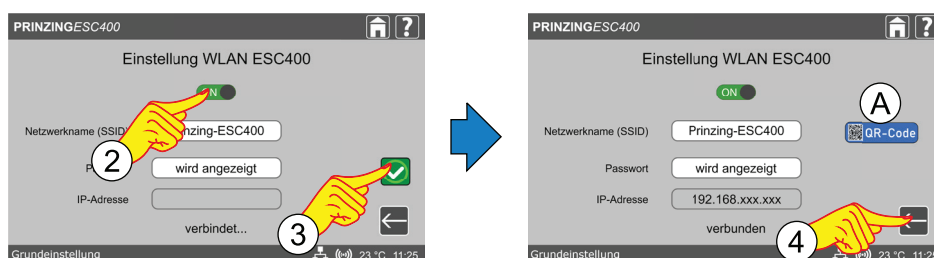 PRINZINGESC400
Einstellung WLAN ESC400
ON
Netzwerkname (SSID)
Prinzing-ESC400
2
wird angezeigt
IP-Adresse
verbindet...
3
Grundeinstellung
23 °C 11:25
PRINZINGESC400
Einstellung WLAN ESC400
ON
A
Netzwerkname (SSID)
Prinzing-ESC400
QR-Code
Passwort
wird angezeigt
IP-Adresse
192.168.xxx.xxx
verbunden
4
Grundeinstellung
23 °C